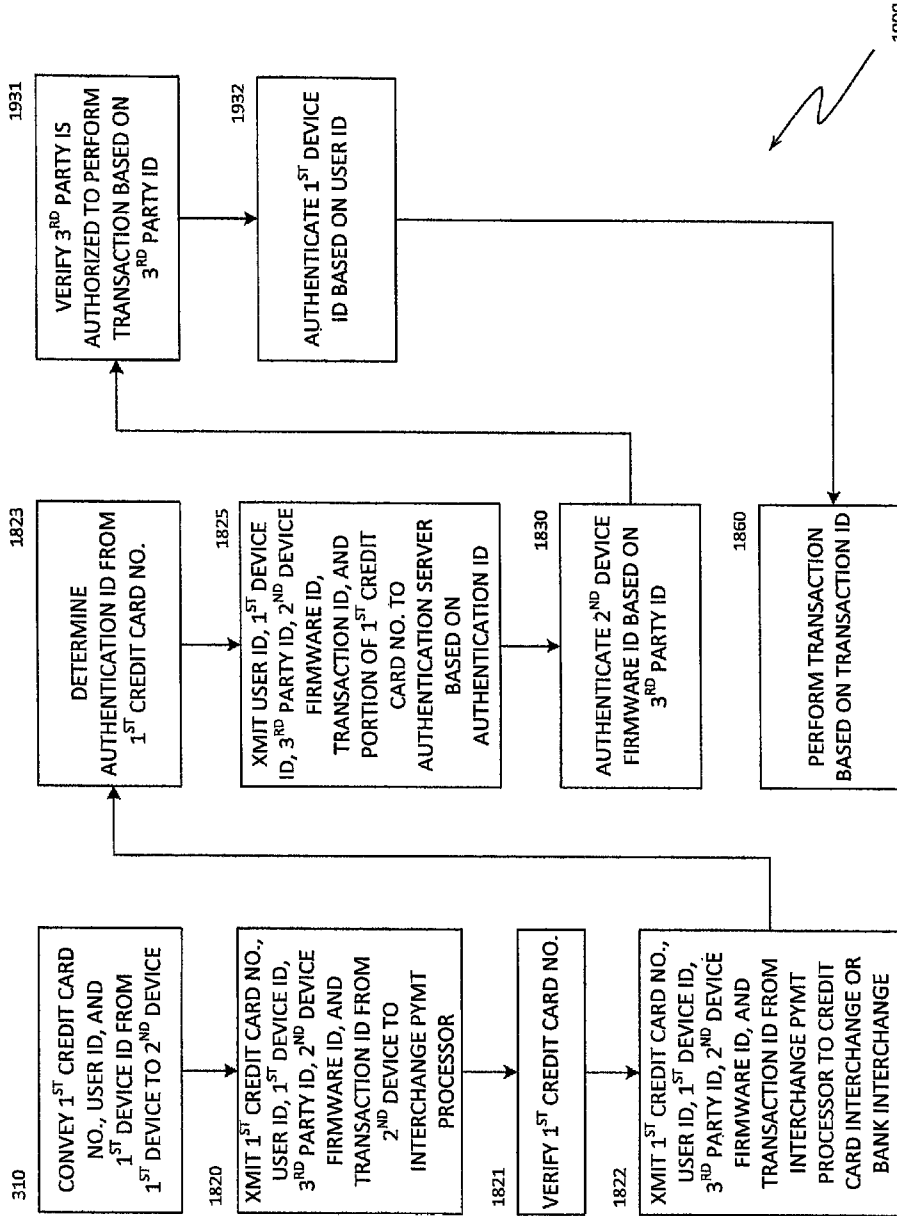 310
CONVEY 1ST CREDIT CARD
NO., USER ID, AND
1ST DEVICE ID FROM
1ST DEVICE TO 2ND DEVICE
1820
XMIT 1ST CREDIT CARD NO.,
USER ID, 1ST DEVICE ID,
3RD PARTY ID, 2ND DEVICE
FIRMWARE ID, AND
TRANSACTION ID FROM
2ND DEVICE TO
INTERCHANGE PYMT
PROCESSOR
1821
VERIFY 1ST CREDIT CARD NO.
1822
XMIT 1ST CREDIT CARD NO.,
USER ID, 1ST DEVICE ID,
3RD PARTY ID, 2ND DEVICE
FIRMWARE ID, AND
TRANSACTION ID FROM
INTERCHANGE PYMT
PROCESSOR TO CREDIT
CARD INTERCHANGE OR
BANK INTERCHANGE
1823
DETERMINE
AUTHENTICATION ID FROM
1ST CREDIT CARD NO.
1825
XMIT USER ID, 1ST DEVICE
ID, 3RD PARTY ID, 2ND DEVICE
FIRMWARE ID,
TRANSACTION ID, AND
PORTION OF 1ST CREDIT
CARD NO. TO
AUTHENTICATION SERVER
BASED ON
AUTHENTICATION ID
1830
AUTHENTICATE 2ND DEVICE
FIRMWARE ID BASED ON
3RD PARTY ID
1860
PERFORM TRANSACTION
BASED ON TRANSACTION ID
1931
VERIFY 3RD PARTY IS
AUTHORIZED TO PERFORM
TRANSACTION BASED ON
3RD PARTY ID
1932
AUTHENTICATE 1ST DEVICE
ID BASED ON USER ID